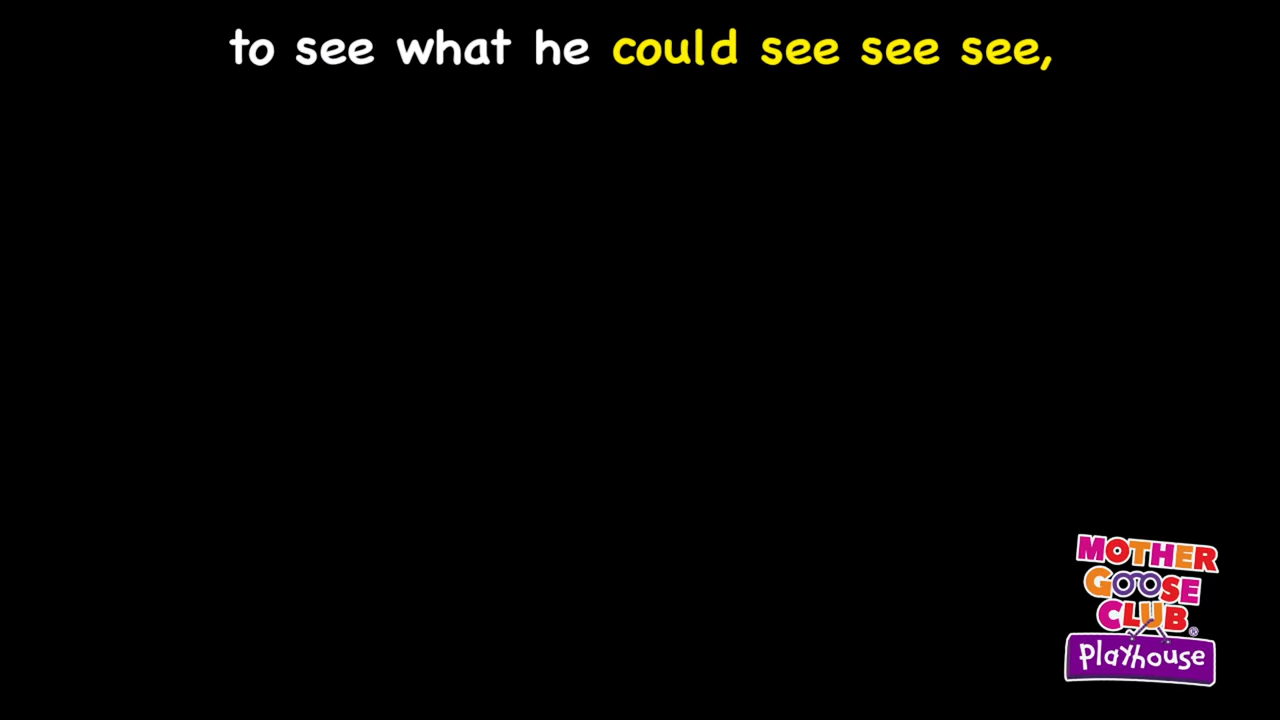 to see what he could see see see,
MOTHER
GOOSE
CLUB®
Playhouse